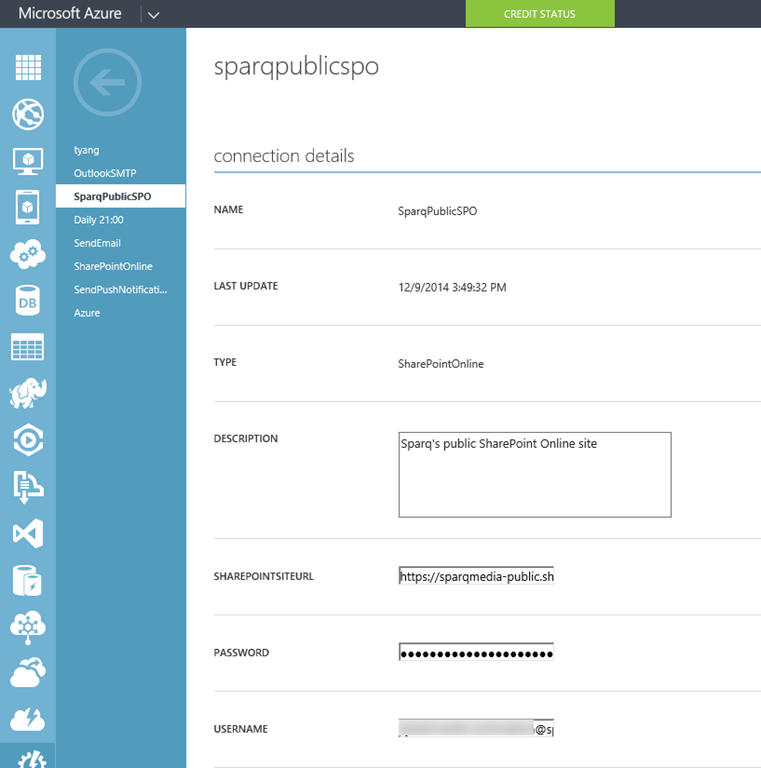 Microsoft Azure
CREDIT STATUS
DB
tyang
OutlookSMTP
SparqPublicSPO
Daily 21:00
SendEmail
SharePointOnline
SendPushNotificati...
Azure
sparqpublicspo
connection details
NAME
SparqPublicSPO
LAST UPDATE
12/9/2014 3:49:32 PM
TYPE
SharePointOnline
DESCRIPTION
Sparq's public SharePoint Online site
SHAREPOINTSITEURL
https://sparqmedia-public.sh
PASSWORD
●●●●●●●●●●●●●●●●●●●●●
USERNAME
@sp